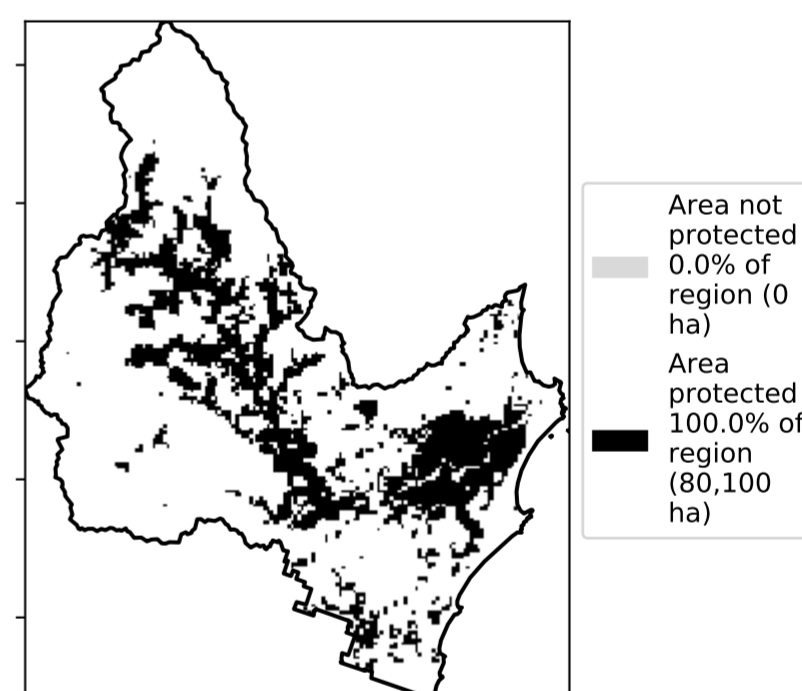 Area not
protected
0.0% of
region (0
ha)
Area
protected
100.0% of
region
(80,100
ha)